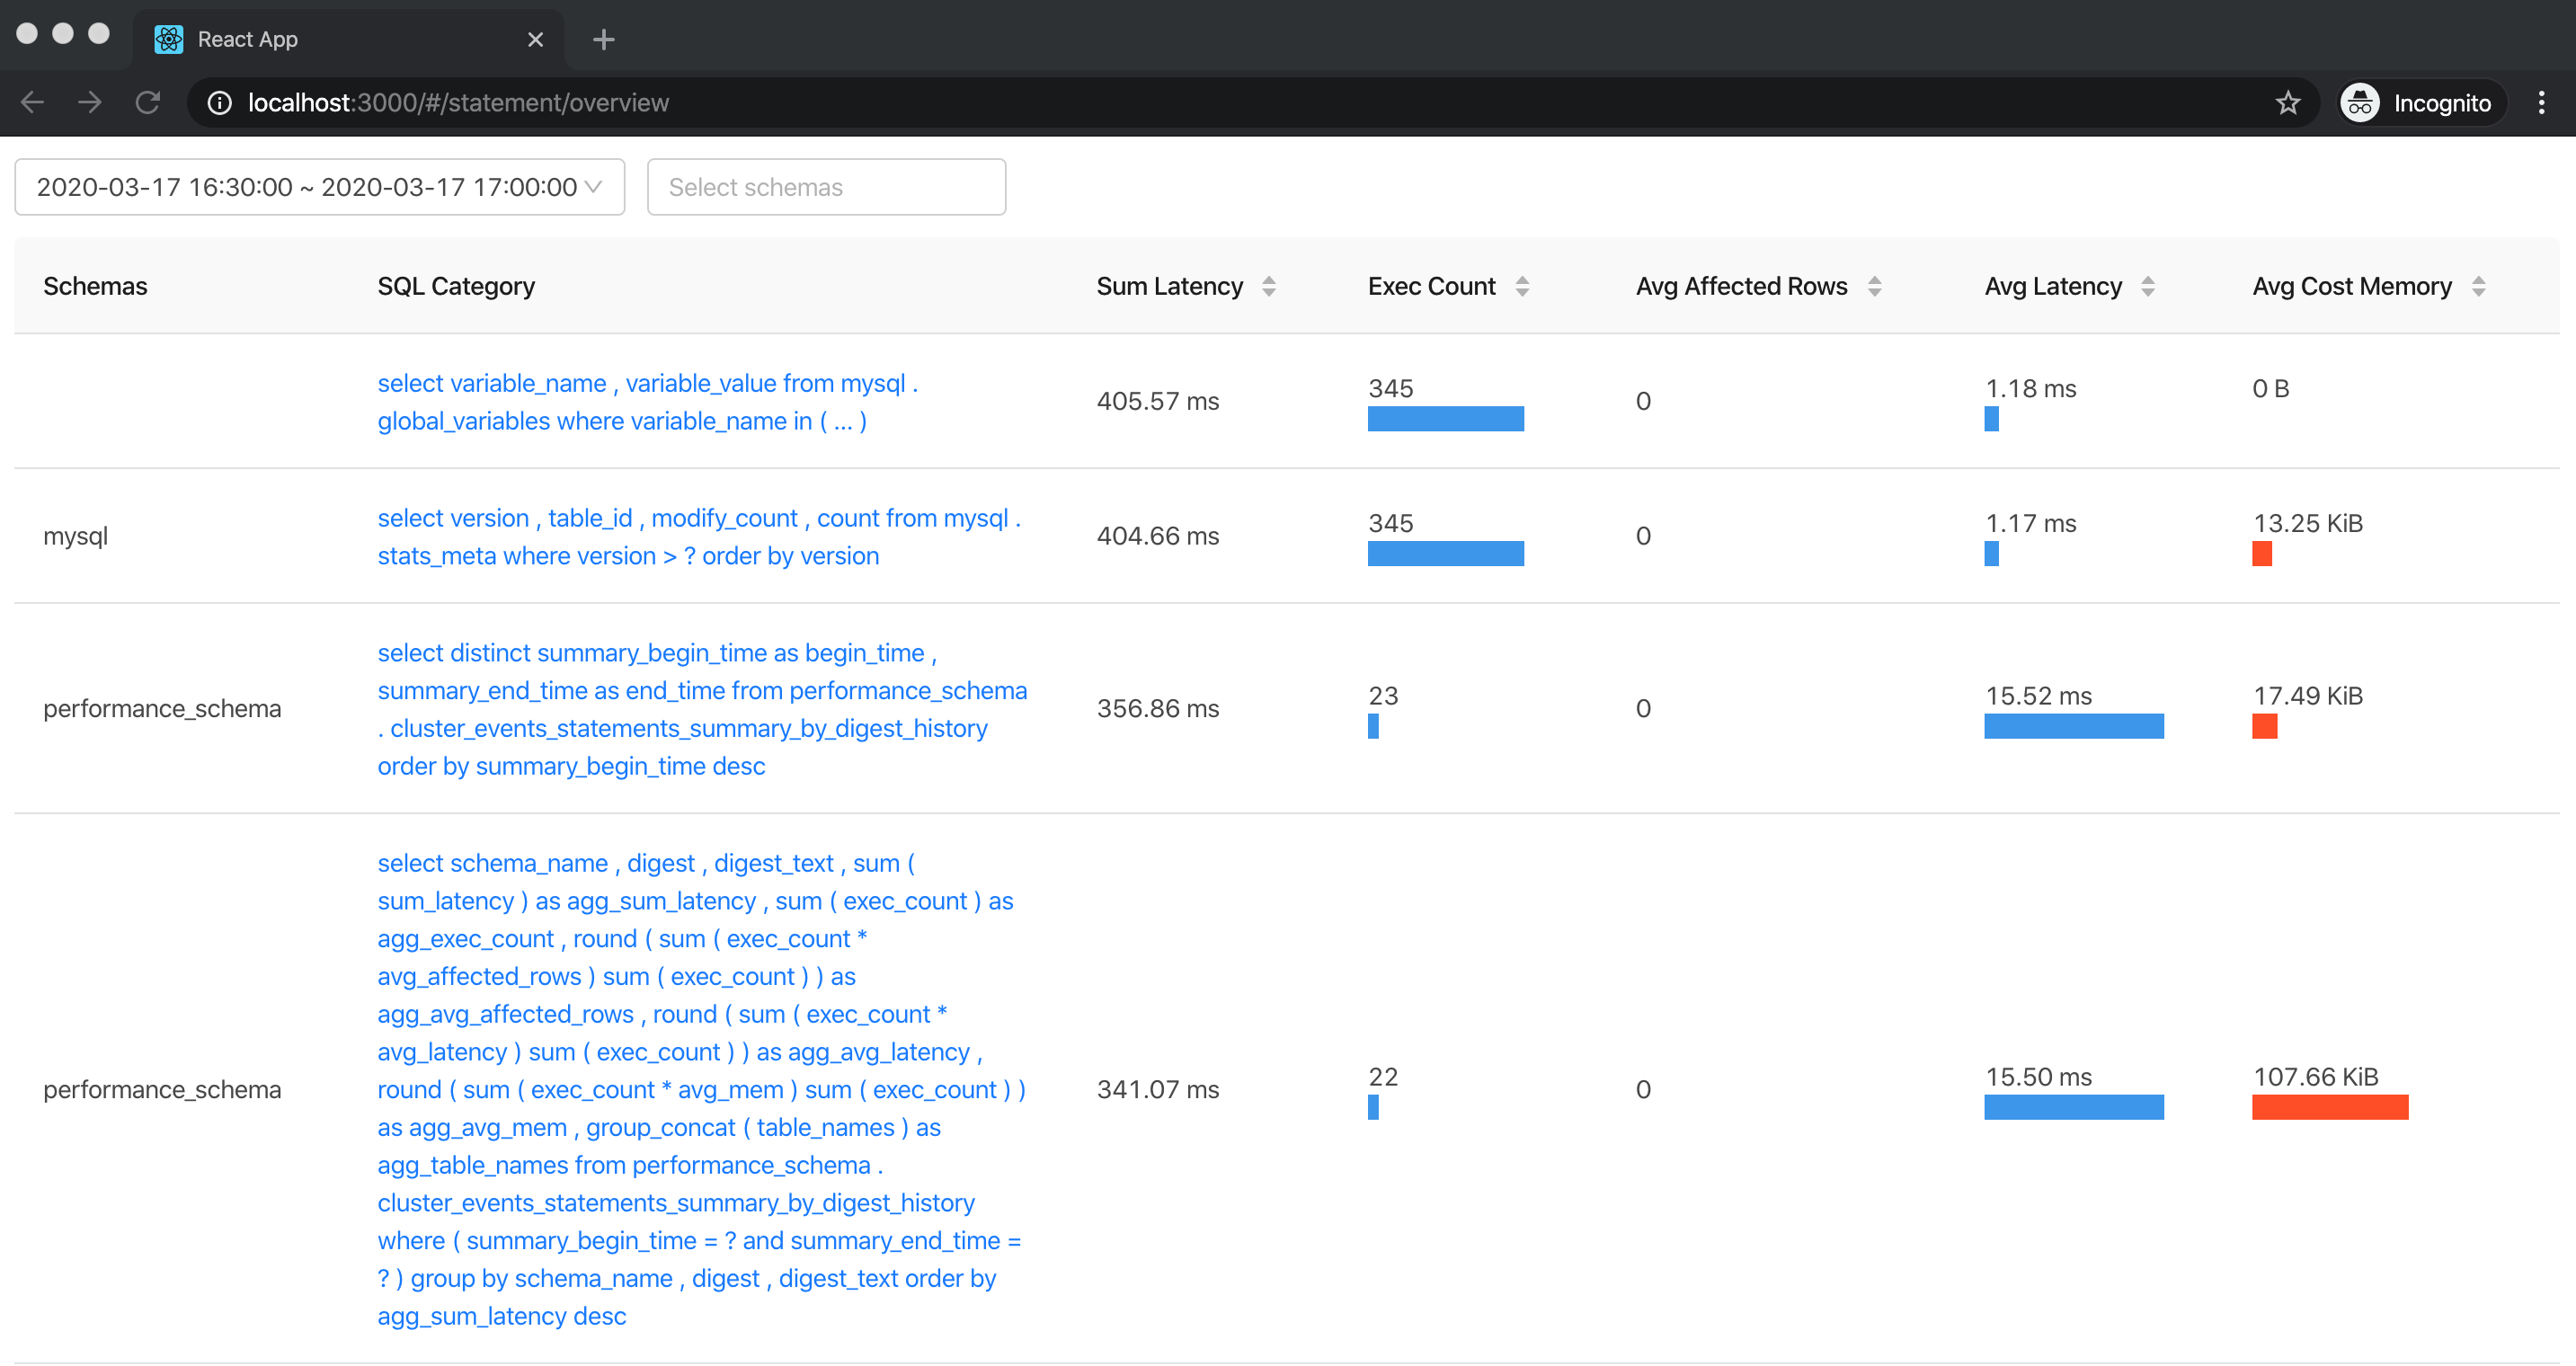 React App
localhost:3000/#/statement/overview
Incognito
2020-03-17 16:30:00 ~ 2020-03-17 17:00:00
Select schemas
Schemas SQL Category Sum Latency Exec Count Avg Affected Rows Avg Latency Avg Cost Memory
select variable_name , variable_value from mysql .
global_variables where variable_name in ( ... )
405.57 ms 345 0 1.18 ms 0 B
mysql
select version , table_id , modify_count , count from mysql .
stats_meta where version > ? order by version
404.66 ms 345 0 1.17 ms 13.25 KiB
performance_schema
select distinct summary_begin_time as begin_time ,
summary_end_time as end_time from performance_schema
. cluster_events_statements_summary_by_digest_history
order by summary_begin_time desc
356.86 ms 23 0 15.52 ms 17.49 KiB
performance_schema
select schema_name , digest , digest_text , sum (
sum_latency ) as agg_sum_latency , sum ( exec_count ) as
agg_exec_count , round ( sum ( exec_count *
avg_affected_rows ) sum ( exec_count ) ) as
agg_avg_affected_rows , round ( sum ( exec_count *
avg_latency ) sum ( exec_count ) ) as agg_avg_latency ,
round ( sum ( exec_count * avg_mem ) sum ( exec_count ) )
as agg_avg_mem , group_concat ( table_names ) as
agg_table_names from performance_schema .
cluster_events_statements_summary_by_digest_history
where ( summary_begin_time = ? and summary_end_time =
? ) group by schema_name , digest , digest_text order by
agg_sum_latency desc
341.07 ms 22 0 15.50 ms 107.66 KiB